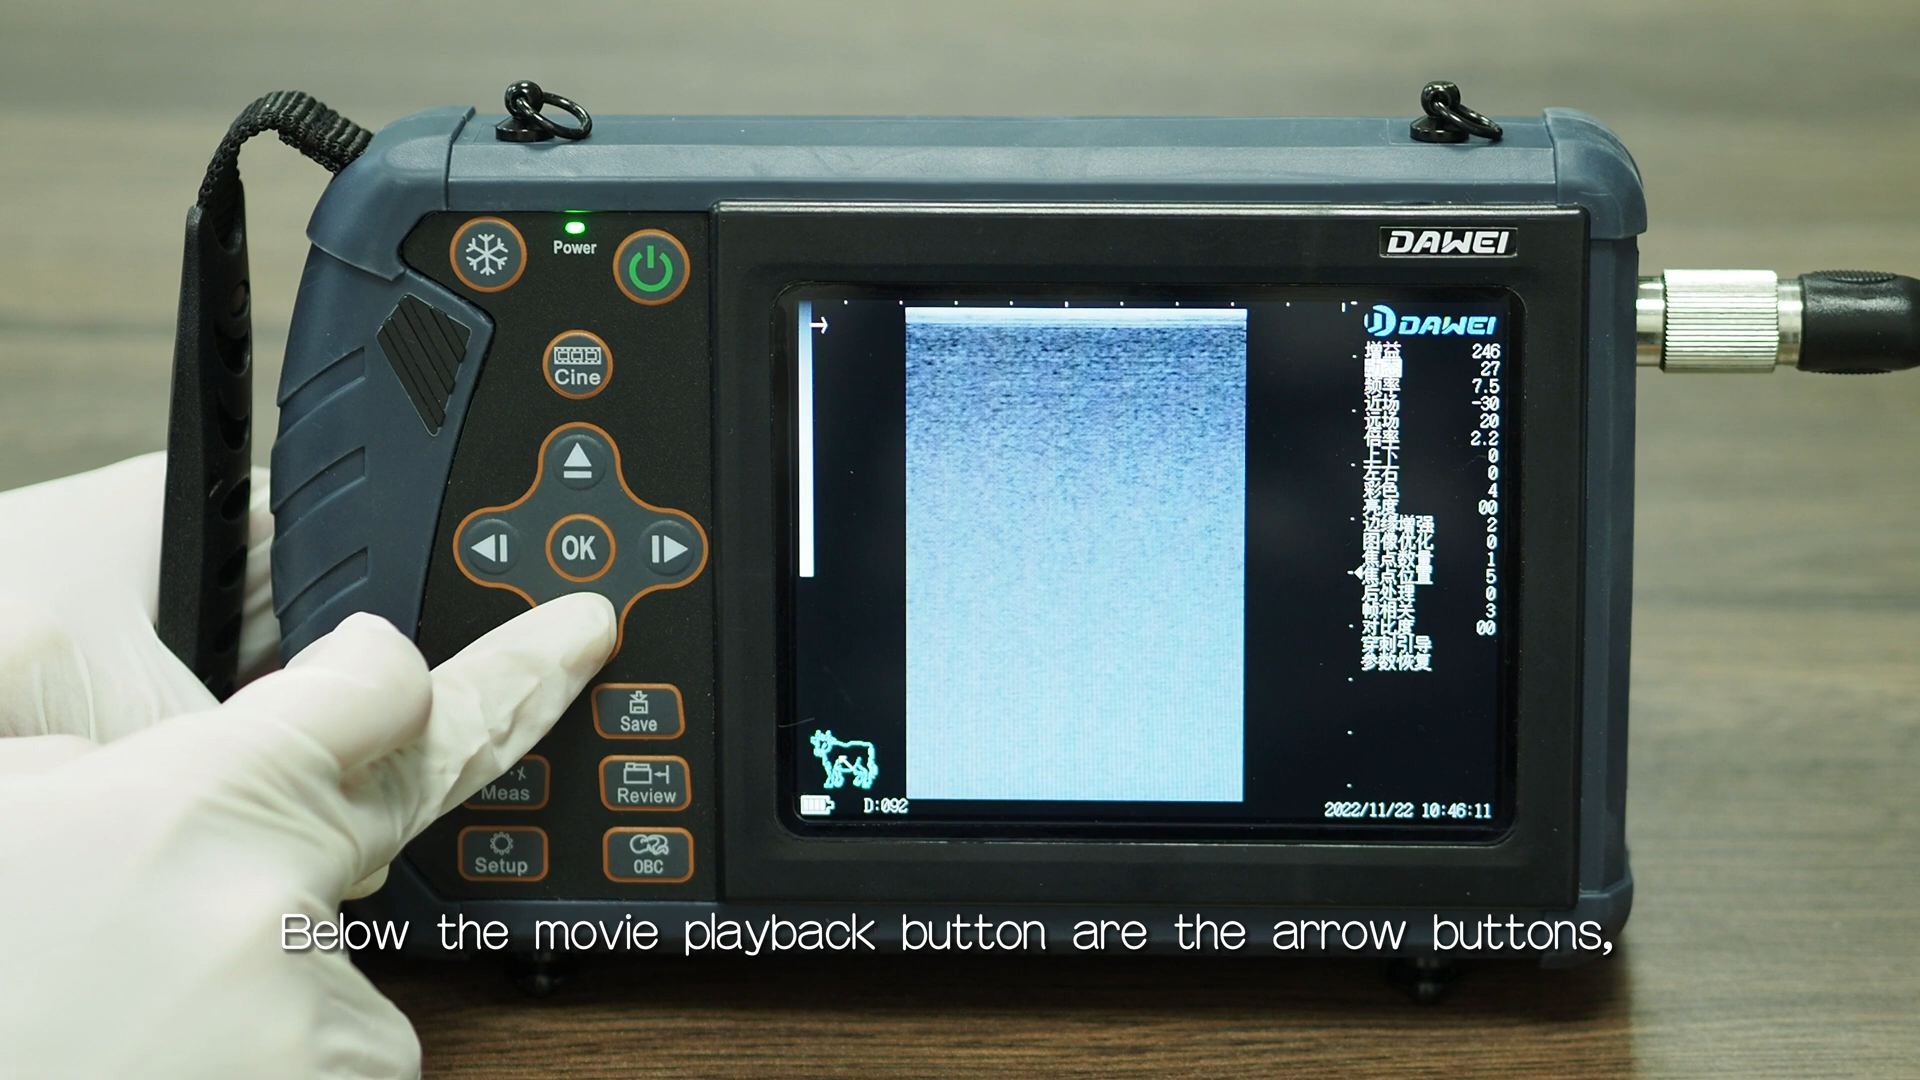 Power
DAWEI
Cine
OK
Save
Meas
Review
Setup
OBC
DAWEI
增益 246
27
频率 7.5
近场 -30
远场 20
倍率 2.2
上下 0
左右 0
彩色 4
亮度 00
边缘增强 2
图像优化 0
焦点数量 1
焦点位置 5
后处理 0
帧相关 3
对比度 00
穿刺引导
参数恢复
D:092
2022/11/22 10:46:11
Below the movie playback button are the arrow buttons,